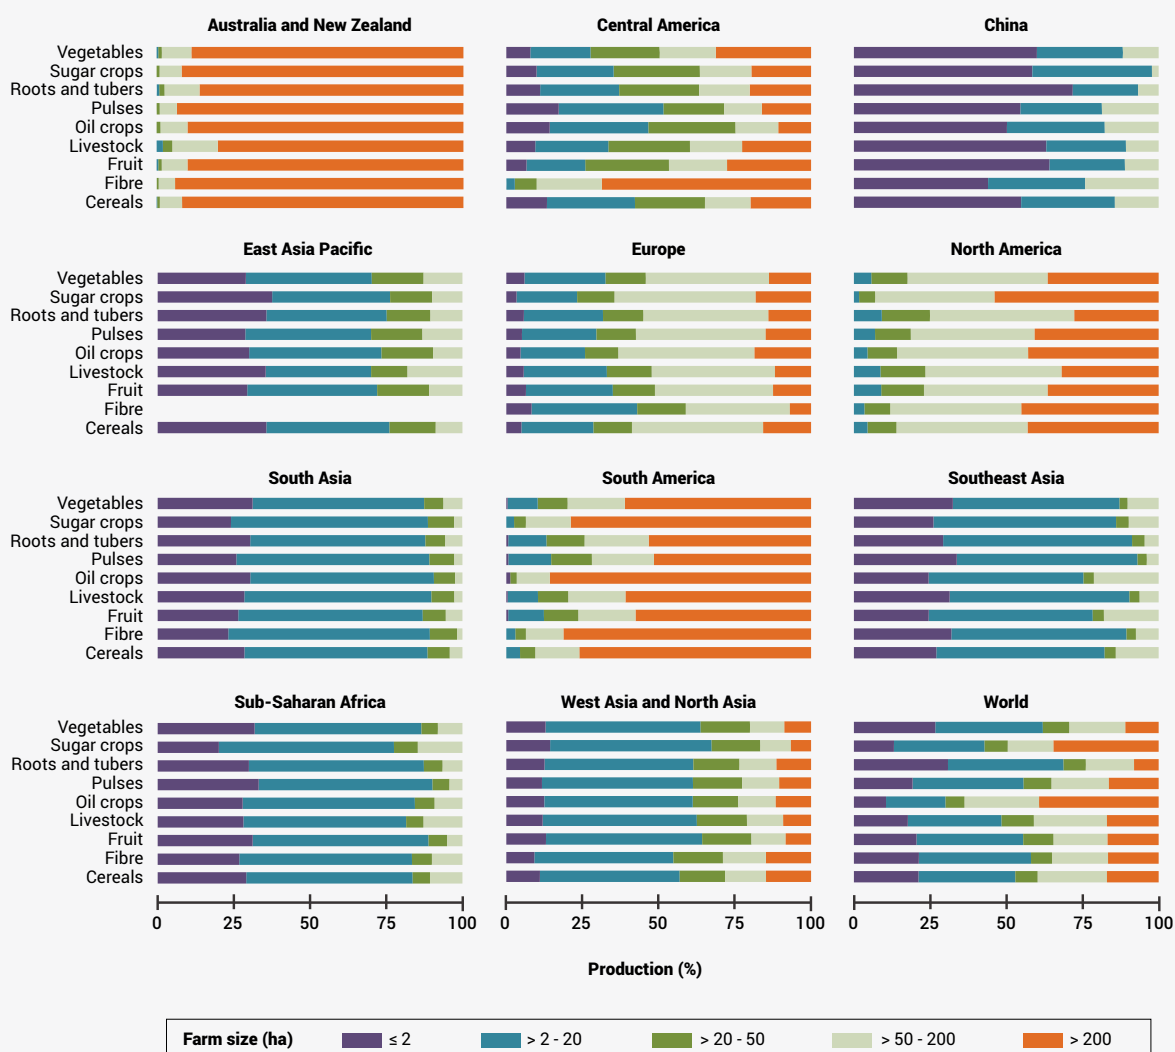 Australia and New Zealand
Central America
China
Vegetables
Sugar crops
Roots and tubers
Pulses
Oil crops
Livestock
Fruit
Fibre
Cereals
East Asia Pacific
Europe
North America
Vegetables
Sugar crops
Roots and tubers
Pulses
Oil crops
Livestock
Fruit
Fibre
Cereals
South Asia
South America
Southeast Asia
Vegetables
Sugar crops
Roots and tubers
Pulses
Oil crops
Livestock
Fruit
Fibre
Cereals
Sub-Saharan Africa
West Asia and North Asia
World
Vegetables
Sugar crops
Roots and tubers
Pulses
Oil crops
Livestock
Fruit
Fibre
Cereals
0 25 50 75 100
0 25 50 75 100
0 25 50 75 100
Production (%)
Farm size (ha) ≤ 2 > 2 - 20 > 20 - 50 > 50 - 200 > 200